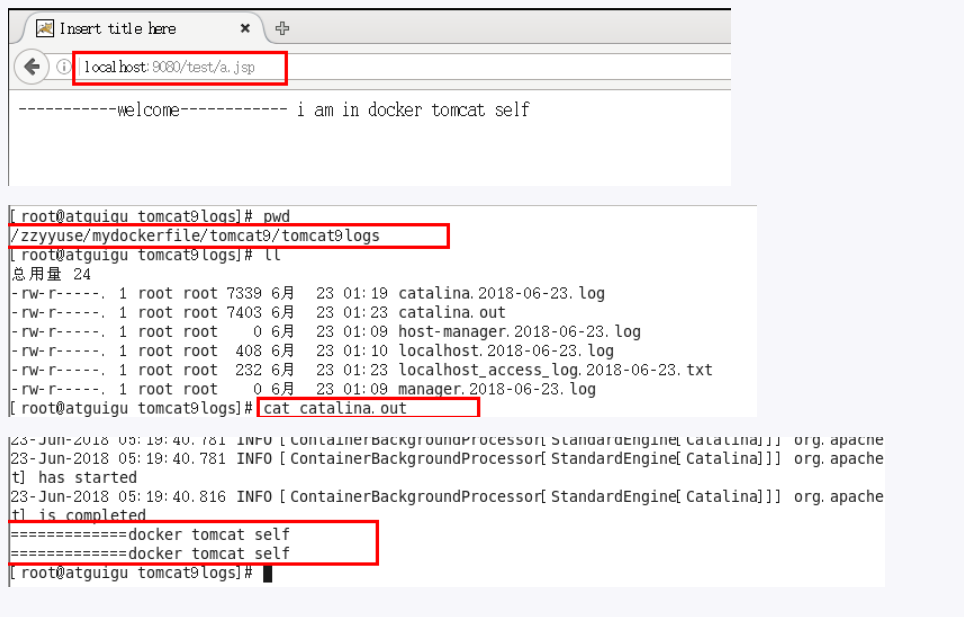 Insert title here
localhost:9080/test/a.jsp
-----------welcome------------ i am in docker tomcat self
[root@atguigu tomcat9logs]# pwd
/zzyyuse/mydockerfile/tomcat9/tomcat9logs
[root@atguigu tomcat9logs]# ll
总用量 24
-rw-r-----. 1 root root 7339 6月  23 01:19 catalina.2018-06-23.log
-rw-r-----. 1 root root 7403 6月  23 01:23 catalina.out
-rw-r-----. 1 root root    0 6月  23 01:09 host-manager.2018-06-23.log
-rw-r-----. 1 root root  408 6月  23 01:10 localhost.2018-06-23.log
-rw-r-----. 1 root root  232 6月  23 01:23 localhost_access_log.2018-06-23.txt
-rw-r-----. 1 root root    0 6月  23 01:09 manager.2018-06-23.log
[root@atguigu tomcat9logs]# cat catalina.out
23-Jun-2018 05:19:40.781 INFO [ContainerBackgroundProcessor[StandardEngine[Catalina]]] org.apache
23-Jun-2018 05:19:40.781 INFO [ContainerBackgroundProcessor[StandardEngine[Catalina]]] org.apache
t] has started
23-Jun-2018 05:19:40.816 INFO [ContainerBackgroundProcessor[StandardEngine[Catalina]]] org.apache
t] is completed
=============docker tomcat self
=============docker tomcat self
[root@atguigu tomcat9logs]#